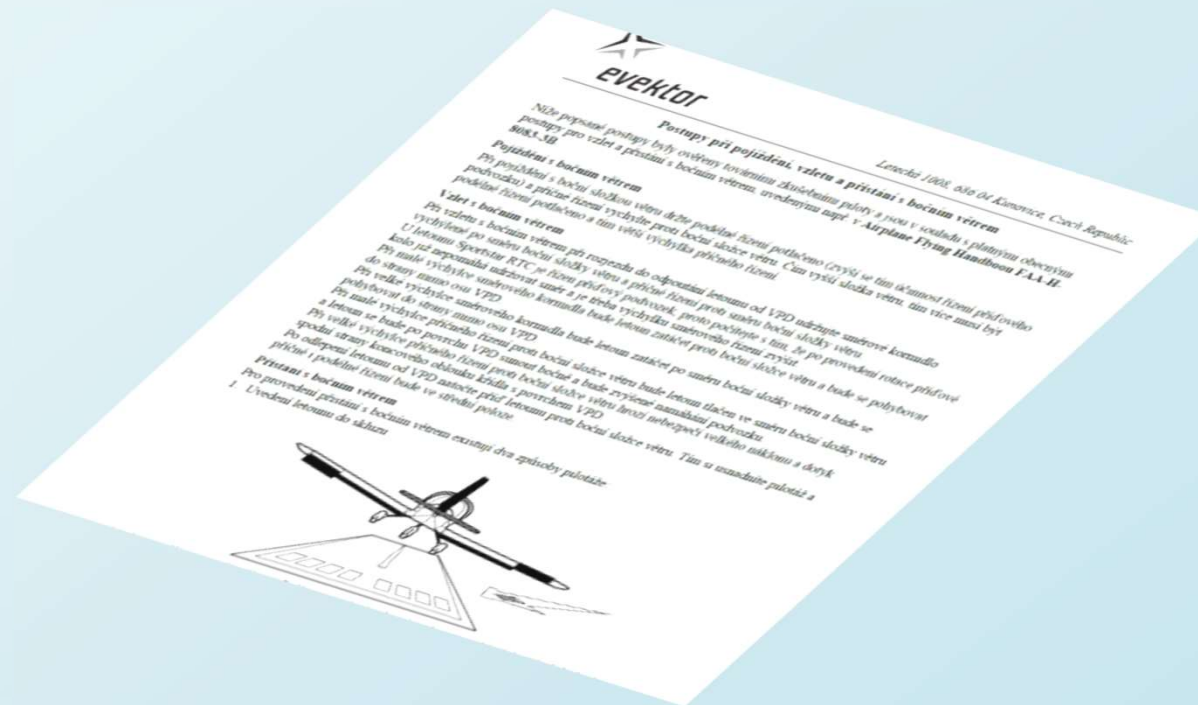 evektor
Letecká 1008, 686 04 Kunovice, Czech Republic
Postupy při pojíždění, vzletu a přistání s bočním větrem
Níže popsané postupy byly ověřeny továrními zkušebními piloty a jsou v souladu s platnými obecnými
postupy pro vzlet a přistání s bočním větrem, uvedenými např. v Airplane Flying Handboon FAA-H-
8083-3B.
Pojíždění s bočním větrem
Při pojíždění s boční složkou větru držte podélné řízení potlačeno (zvýší se tím účinnost řízení příďového
podvozku) a příčné řízení vychylte proti boční složce větru. Čím vyšší složka větru, tím více musí být
podélné řízení potlačeno a tím větší výchylka příčného řízení.
Vzlet s bočním větrem
Při vzletu s bočním větrem při rozjezdu do odpoutání letounu od VPD udržujte směrové kormidlo
vychýlené po směru boční složky větru a příčné řízení proti směru boční složky větru.
U letounu Sportstar RTC je řízen příďový podvozek, proto počítejte s tím, že po provedení rotace příďové
kolo již nepomáhá udržovat směr a je třeba výchylku směrového řízení zvýšit.
Při malé výchylce směrového kormidla bude letoun zatáčet proti boční složce větru a bude se pohybovat
do strany mimo osu VPD.
Při velké výchylce směrového kormidla bude letoun zatáčet po směru boční složky větru a bude se
pohybovat do strany mimo osu VPD.
Při malé výchylce příčného řízení proti boční složce větru bude letoun tlačen ve směru boční složky větru
a letoun se bude po povrchu VPD sunout bočně a bude zvýšené namáhání podvozku.
Při velké výchylce příčného řízení proti boční složce větru hrozí nebezpečí velkého náklonu a dotyk
spodní strany koncového oblouku křídla s povrchem VPD.
Po odlepení letounu od VPD natočte příď letounu proti boční složce větru. Tím si usnadníte pilotáž a
příčné i podélné řízení bude ve střední poloze.
Přistání s bočním větrem
Pro provedení přistání s bočním větrem existují dva způsoby pilotáže:
1. Uvedení letounu do skluzu